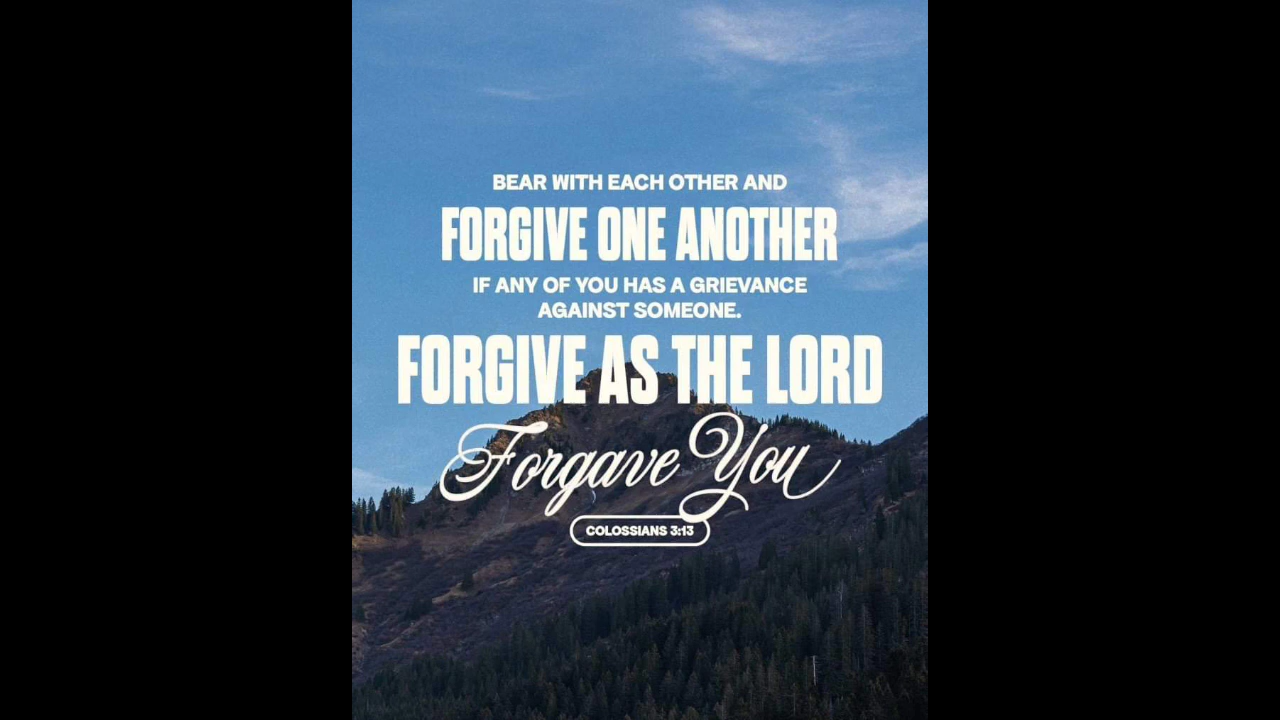 BEAR WITH EACH OTHER AND
FORGIVE ONE ANOTHER
IF ANY OF YOU HAS A GRIEVANCE
AGAINST SOMEONE.
FORGIVE AS THE LORD
Forgave You
COLOSSIANS 3:13